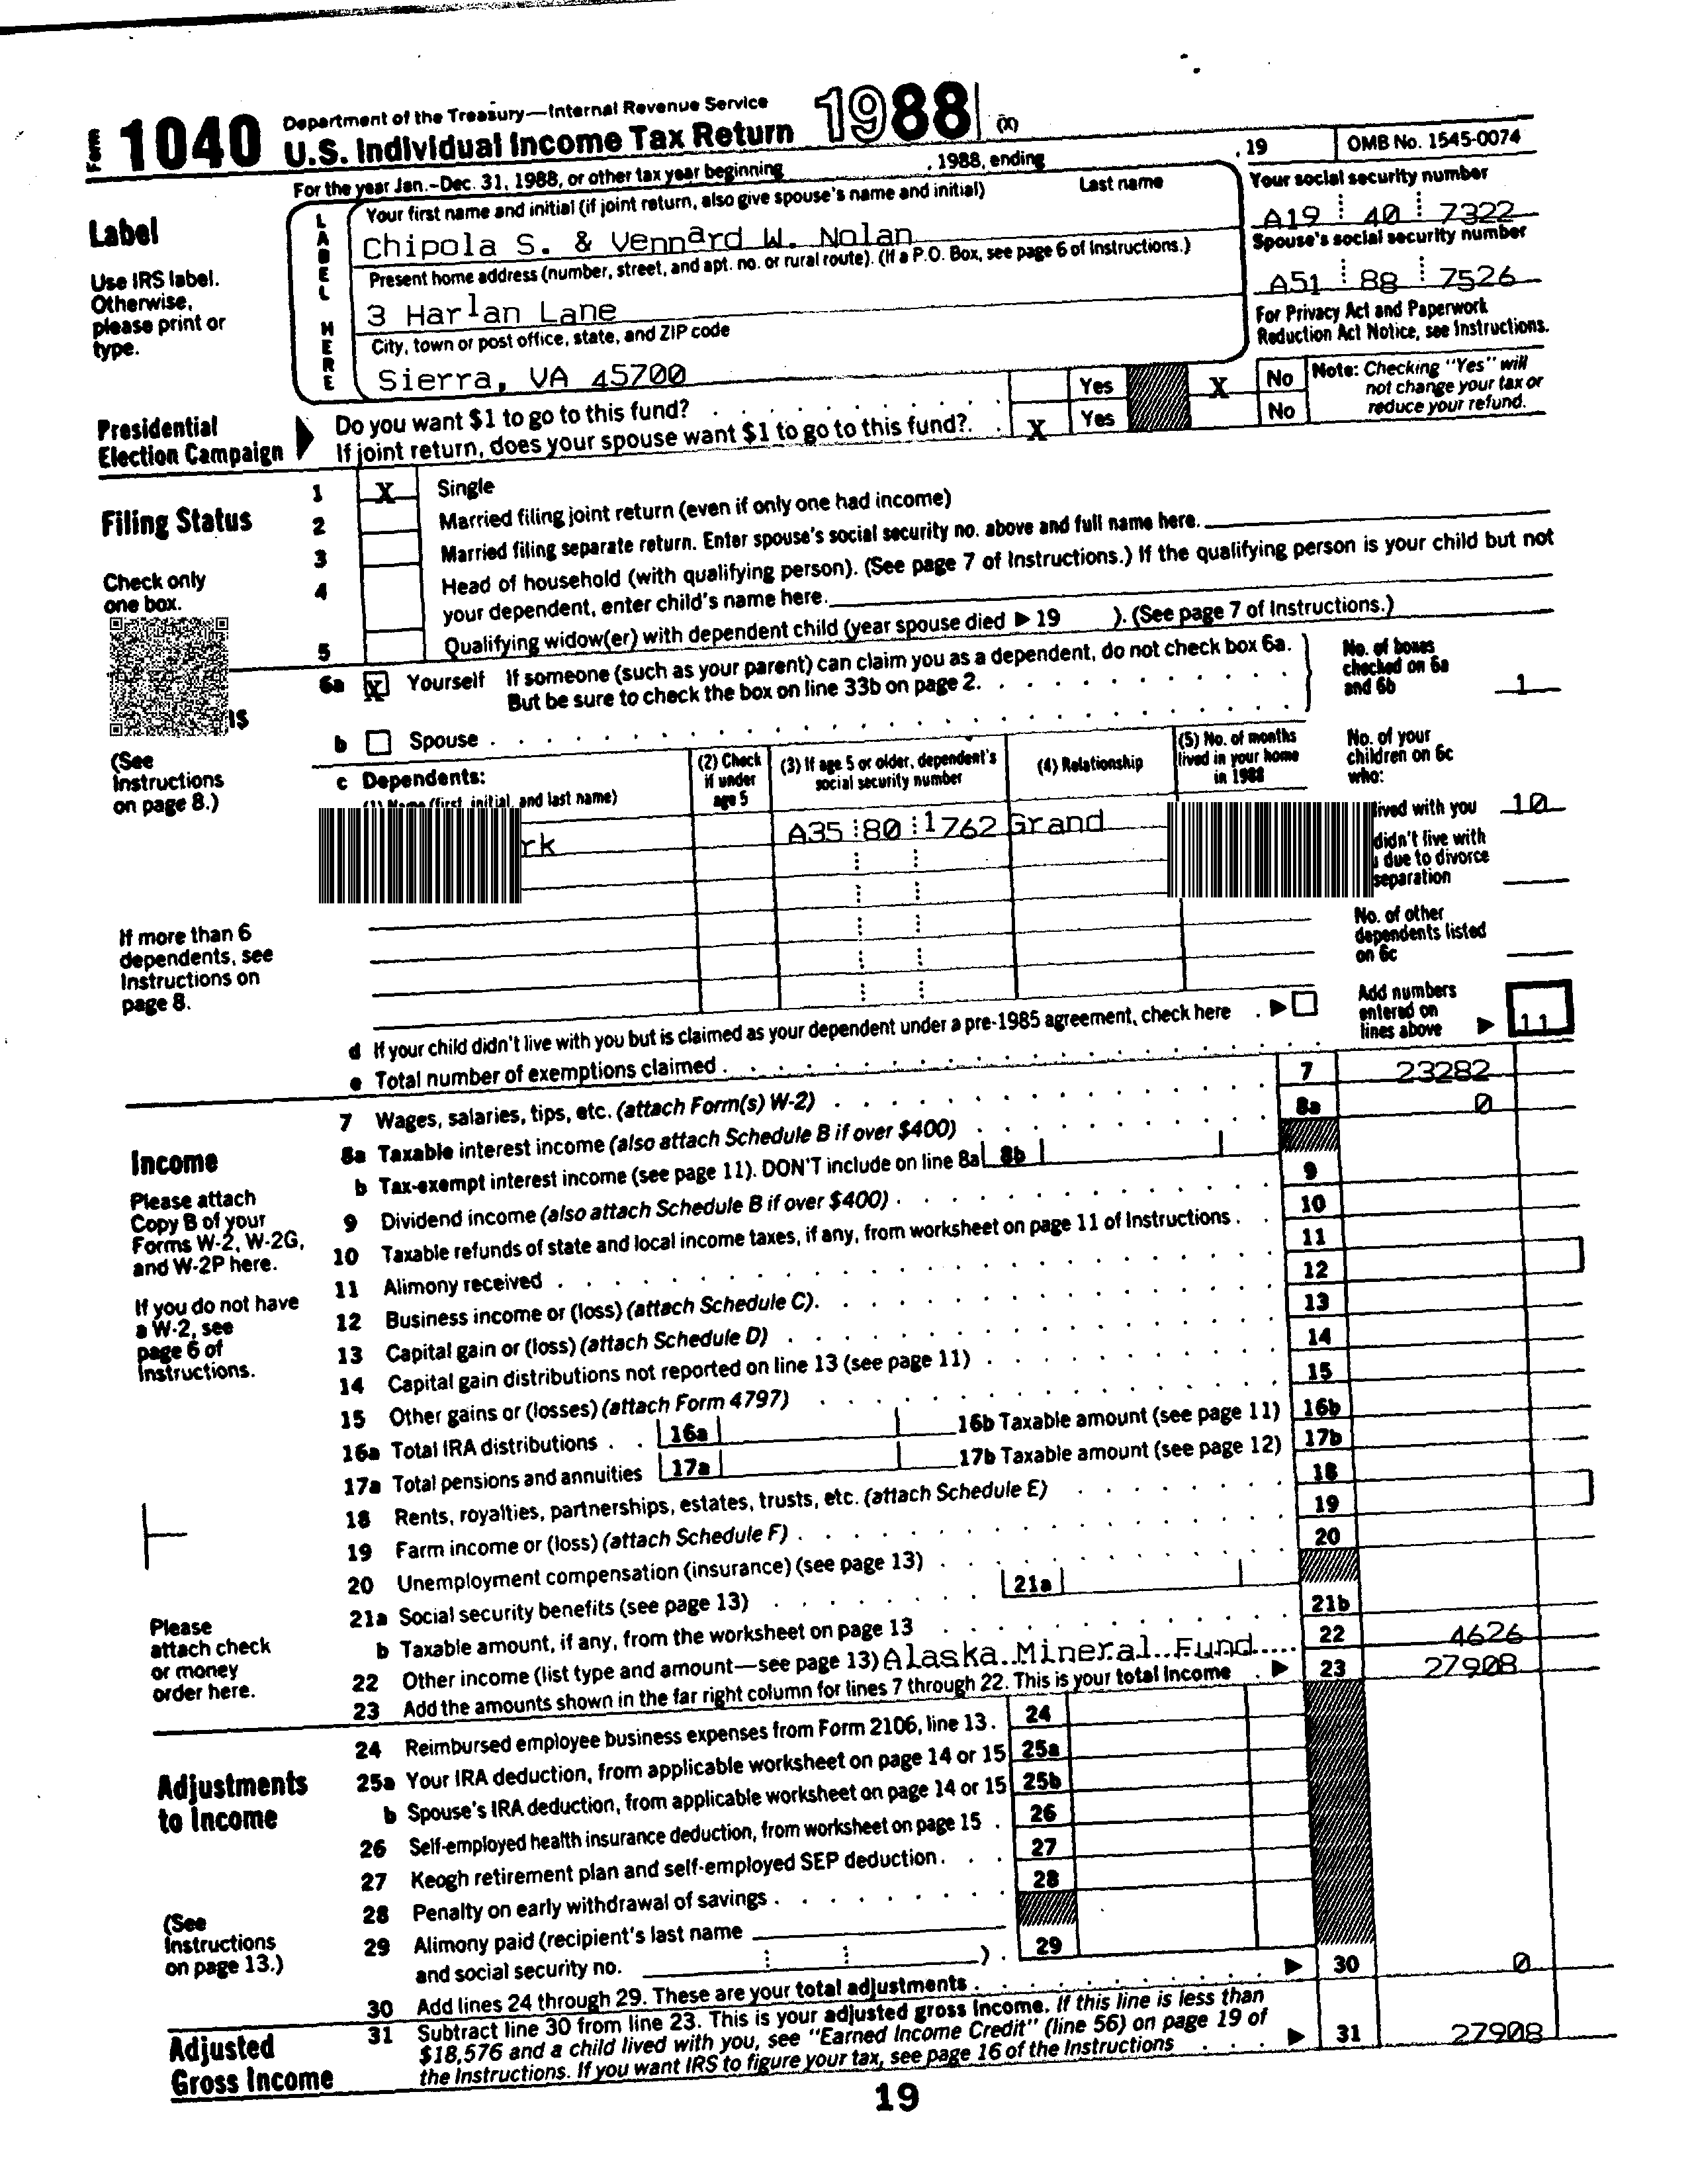 Form 1040 Department of the Treasury—Internal Revenue Service
U.S. Individual Income Tax Return 1988 (X)
For the year Jan.-Dec. 31, 1988, or other tax year beginning , 1988, ending , 19 OMB No. 1545-0074
Label
Use IRS label.
Otherwise,
please print or
type.
LABEL HERE
Your first name and initial (if joint return, also give spouse's name and initial) Last name
Chipola S. & Vennard W. Nolan
Present home address (number, street, and apt. no. or rural route). (If a P.O. Box, see page 6 of Instructions.)
3 Harlan Lane
City, town or post office, state, and ZIP code
Sierra, VA 45700
Your social security number
A19 40 7322
Spouse's social security number
A51 88 7526
For Privacy Act and Paperwork
Reduction Act Notice, see Instructions.
Presidential
Election Campaign
Do you want $1 to go to this fund? Yes X No
If joint return, does your spouse want $1 to go to this fund? X Yes No
Note: Checking "Yes" will
not change your tax or
reduce your refund.
Filing Status
Check only
one box.
1 X Single
2 Married filing joint return (even if only one had income)
3 Married filing separate return. Enter spouse's social security no. above and full name here.
4 Head of household (with qualifying person). (See page 7 of Instructions.) If the qualifying person is your child but not
your dependent, enter child's name here.
5 Qualifying widow(er) with dependent child (year spouse died ▶ 19 ). (See page 7 of Instructions.)
(See
Instructions
on page 8.)
If more than 6
dependents, see
Instructions on
page 8.
6a X Yourself If someone (such as your parent) can claim you as a dependent, do not check box 6a.
But be sure to check the box on line 33b on page 2.
b Spouse
c Dependents:
(1) Name (first, initial, and last name)
(2) Check
if under
age 5
(3) If age 5 or older, dependent's
social security number
(4) Relationship
(5) No. of months
lived in your home
in 1988
rk A35 80 1762 Grand
No. of boxes
checked on 6a
and 6b 1
No. of your
children on 6c
who:
lived with you 10
didn't live with
due to divorce
separation
No. of other
dependents listed
on 6c
Add numbers
entered on
lines above ▶ 11
d If your child didn't live with you but is claimed as your dependent under a pre-1985 agreement, check here ▶
e Total number of exemptions claimed
Income
Please attach
Copy B of your
Forms W-2, W-2G,
and W-2P here.
If you do not have
a W-2, see
page 6 of
Instructions.
Please
attach check
or money
order here.
7 Wages, salaries, tips, etc. (attach Form(s) W-2) 7 23282
8a Taxable interest income (also attach Schedule B if over $400) 8a 0
b Tax-exempt interest income (see page 11). DON'T include on line 8a 8b
9 Dividend income (also attach Schedule B if over $400) 9
10 Taxable refunds of state and local income taxes, if any, from worksheet on page 11 of Instructions 10
11 Alimony received 11
12 Business income or (loss) (attach Schedule C) 12
13 Capital gain or (loss) (attach Schedule D) 13
14 Capital gain distributions not reported on line 13 (see page 11) 14
15 Other gains or (losses) (attach Form 4797) 15
16a Total IRA distributions 16a 16b Taxable amount (see page 11) 16b
17a Total pensions and annuities 17a 17b Taxable amount (see page 12) 17b
18 Rents, royalties, partnerships, estates, trusts, etc. (attach Schedule E) 18
19 Farm income or (loss) (attach Schedule F) 19
20 Unemployment compensation (insurance) (see page 13) 20
21a Social security benefits (see page 13) 21a
b Taxable amount, if any, from the worksheet on page 13 21b
22 Other income (list type and amount—see page 13) Alaska Mineral Fund 22 4626
23 Add the amounts shown in the far right column for lines 7 through 22. This is your total income ▶ 23 27908
Adjustments
to Income
(See
Instructions
on page 13.)
24 Reimbursed employee business expenses from Form 2106, line 13. 24
25a Your IRA deduction, from applicable worksheet on page 14 or 15 25a
b Spouse's IRA deduction, from applicable worksheet on page 14 or 15 25b
26 Self-employed health insurance deduction, from worksheet on page 15 26
27 Keogh retirement plan and self-employed SEP deduction 27
28 Penalty on early withdrawal of savings 28
29 Alimony paid (recipient's last name
and social security no. ) 29
30 Add lines 24 through 29. These are your total adjustments ▶ 30 0
Adjusted
Gross Income
31 Subtract line 30 from line 23. This is your adjusted gross income. If this line is less than
$18,576 and a child lived with you, see "Earned Income Credit" (line 56) on page 19 of
the Instructions. If you want IRS to figure your tax, see page 16 of the Instructions ▶ 31 27908
19